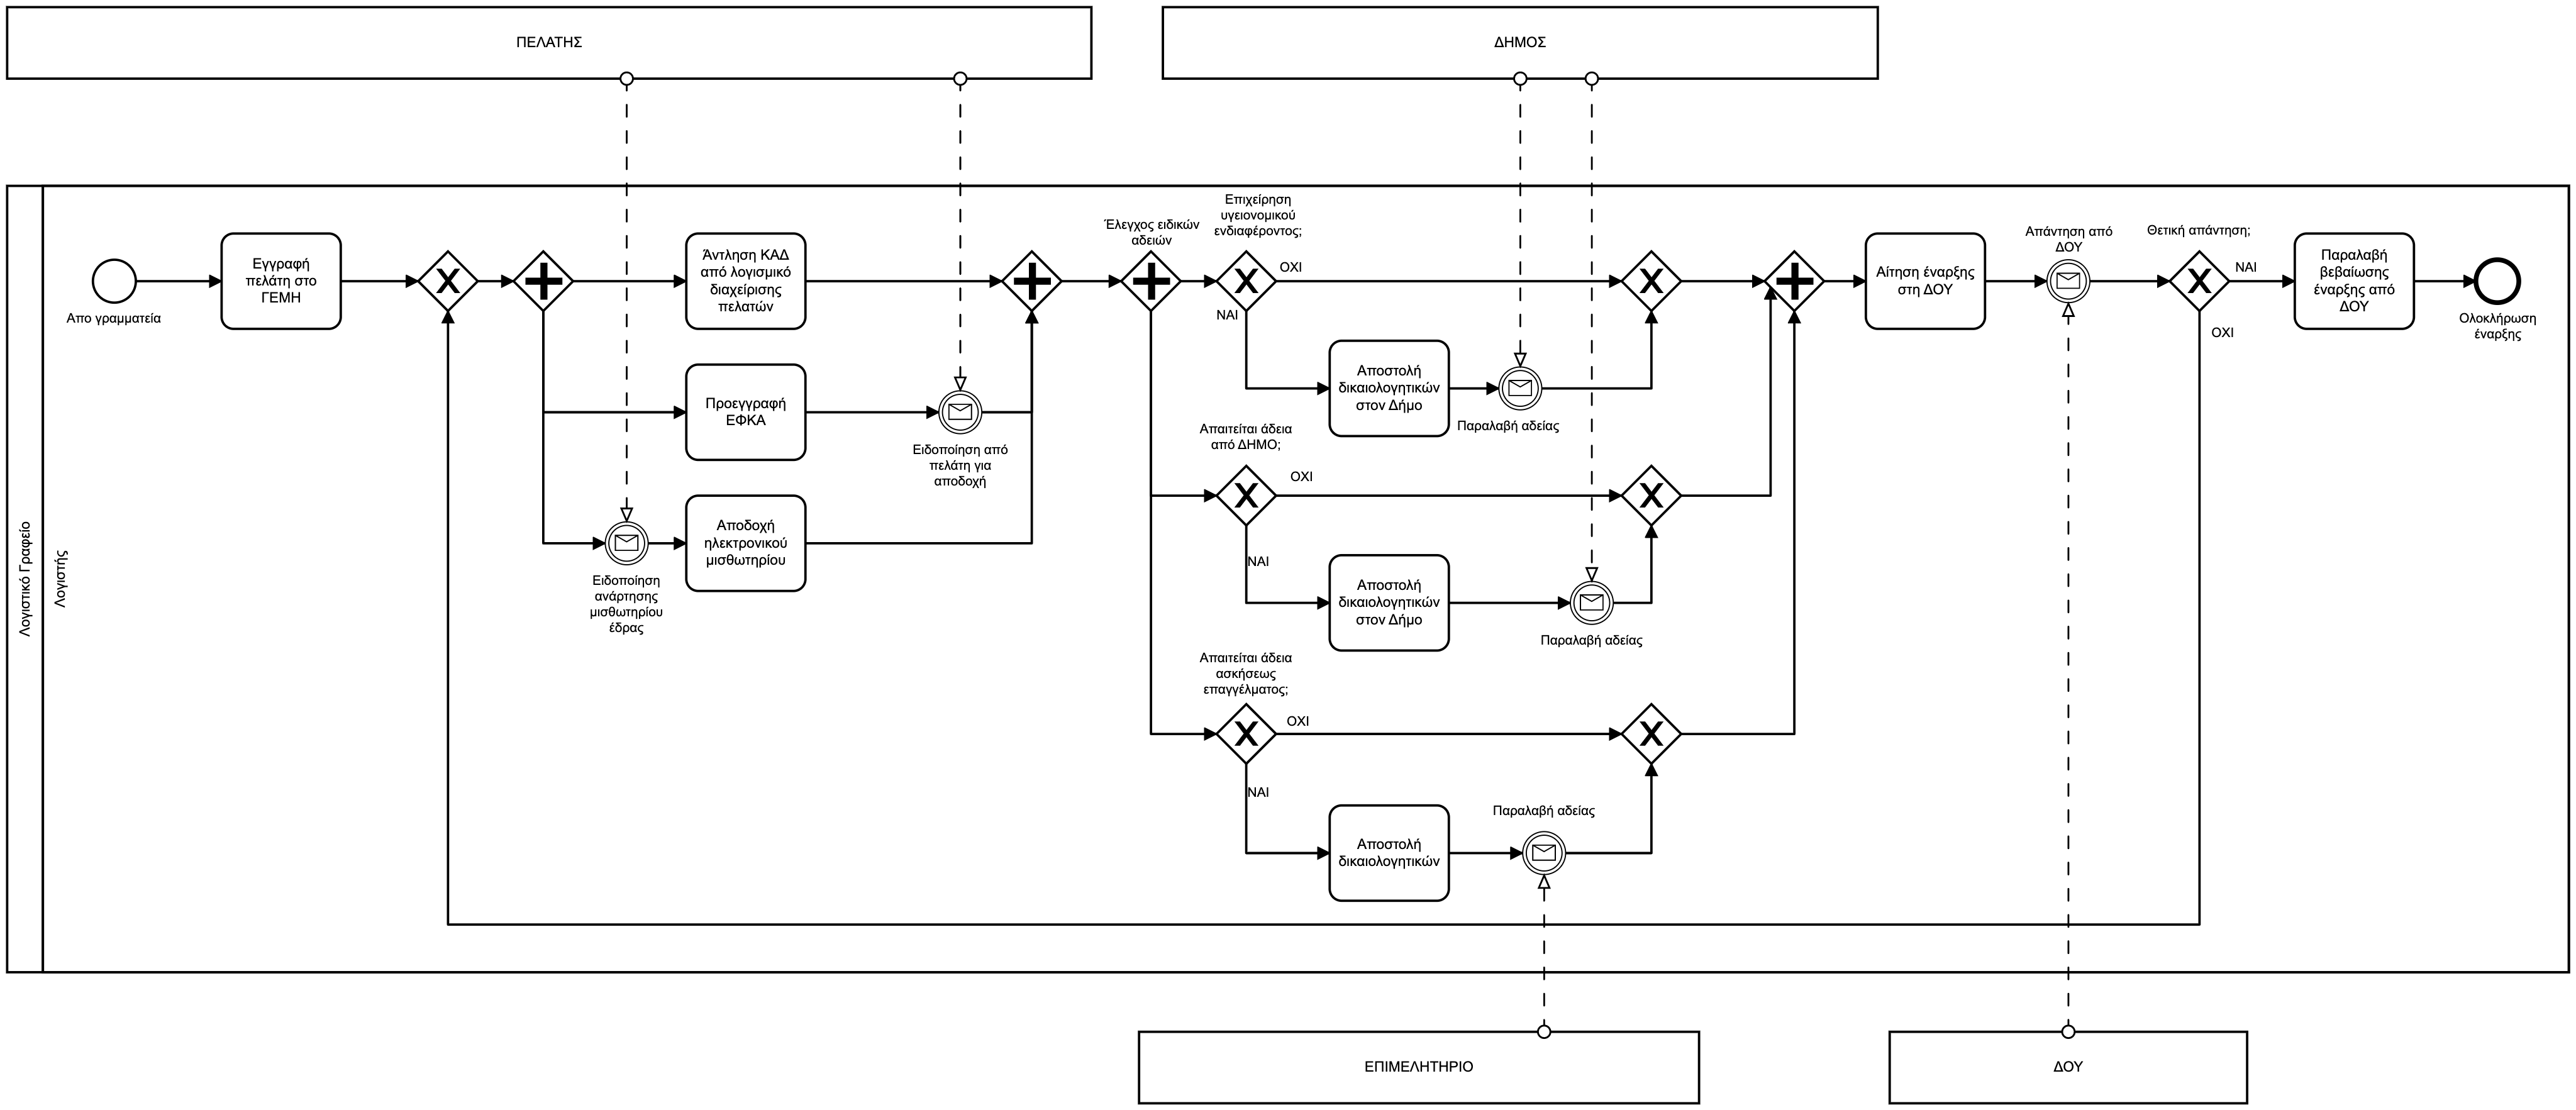 ΠΕΛΑΤΗΣ
ΔΗΜΟΣ
Λογιστικό Γραφείο
Λογιστής
Απο γραμματεία
Εγγραφή
πελάτη στο
ΓΕΜΗ
Άντληση ΚΑΔ
από λογισμικό
διαχείρισης
πελατών
Προεγγραφή
ΕΦΚΑ
Ειδοποίηση από
πελάτη για
αποδοχή
Ειδοποίηση
ανάρτησης
μισθωτηρίου
έδρας
Αποδοχή
ηλεκτρονικού
μισθωτηρίου
Έλεγχος ειδικών
αδειών
Επιχείρηση
υγειονομικού
ενδιαφέροντος;
ΟΧΙ
ΝΑΙ
Αποστολή
δικαιολογητικών
στον Δήμο
Παραλαβή αδείας
Απαιτείται άδεια
από ΔΗΜΟ;
ΟΧΙ
ΝΑΙ
Αποστολή
δικαιολογητικών
στον Δήμο
Παραλαβή αδείας
Απαιτείται άδεια
ασκήσεως
επαγγέλματος;
ΟΧΙ
ΝΑΙ
Αποστολή
δικαιολογητικών
Παραλαβή αδείας
Αίτηση έναρξης
στη ΔΟΥ
Απάντηση από
ΔΟΥ
Θετική απάντηση;
ΝΑΙ
ΟΧΙ
Παραλαβή
βεβαίωσης
έναρξης από
ΔΟΥ
Ολοκλήρωση
έναρξης
ΕΠΙΜΕΛΗΤΗΡΙΟ
ΔΟΥ